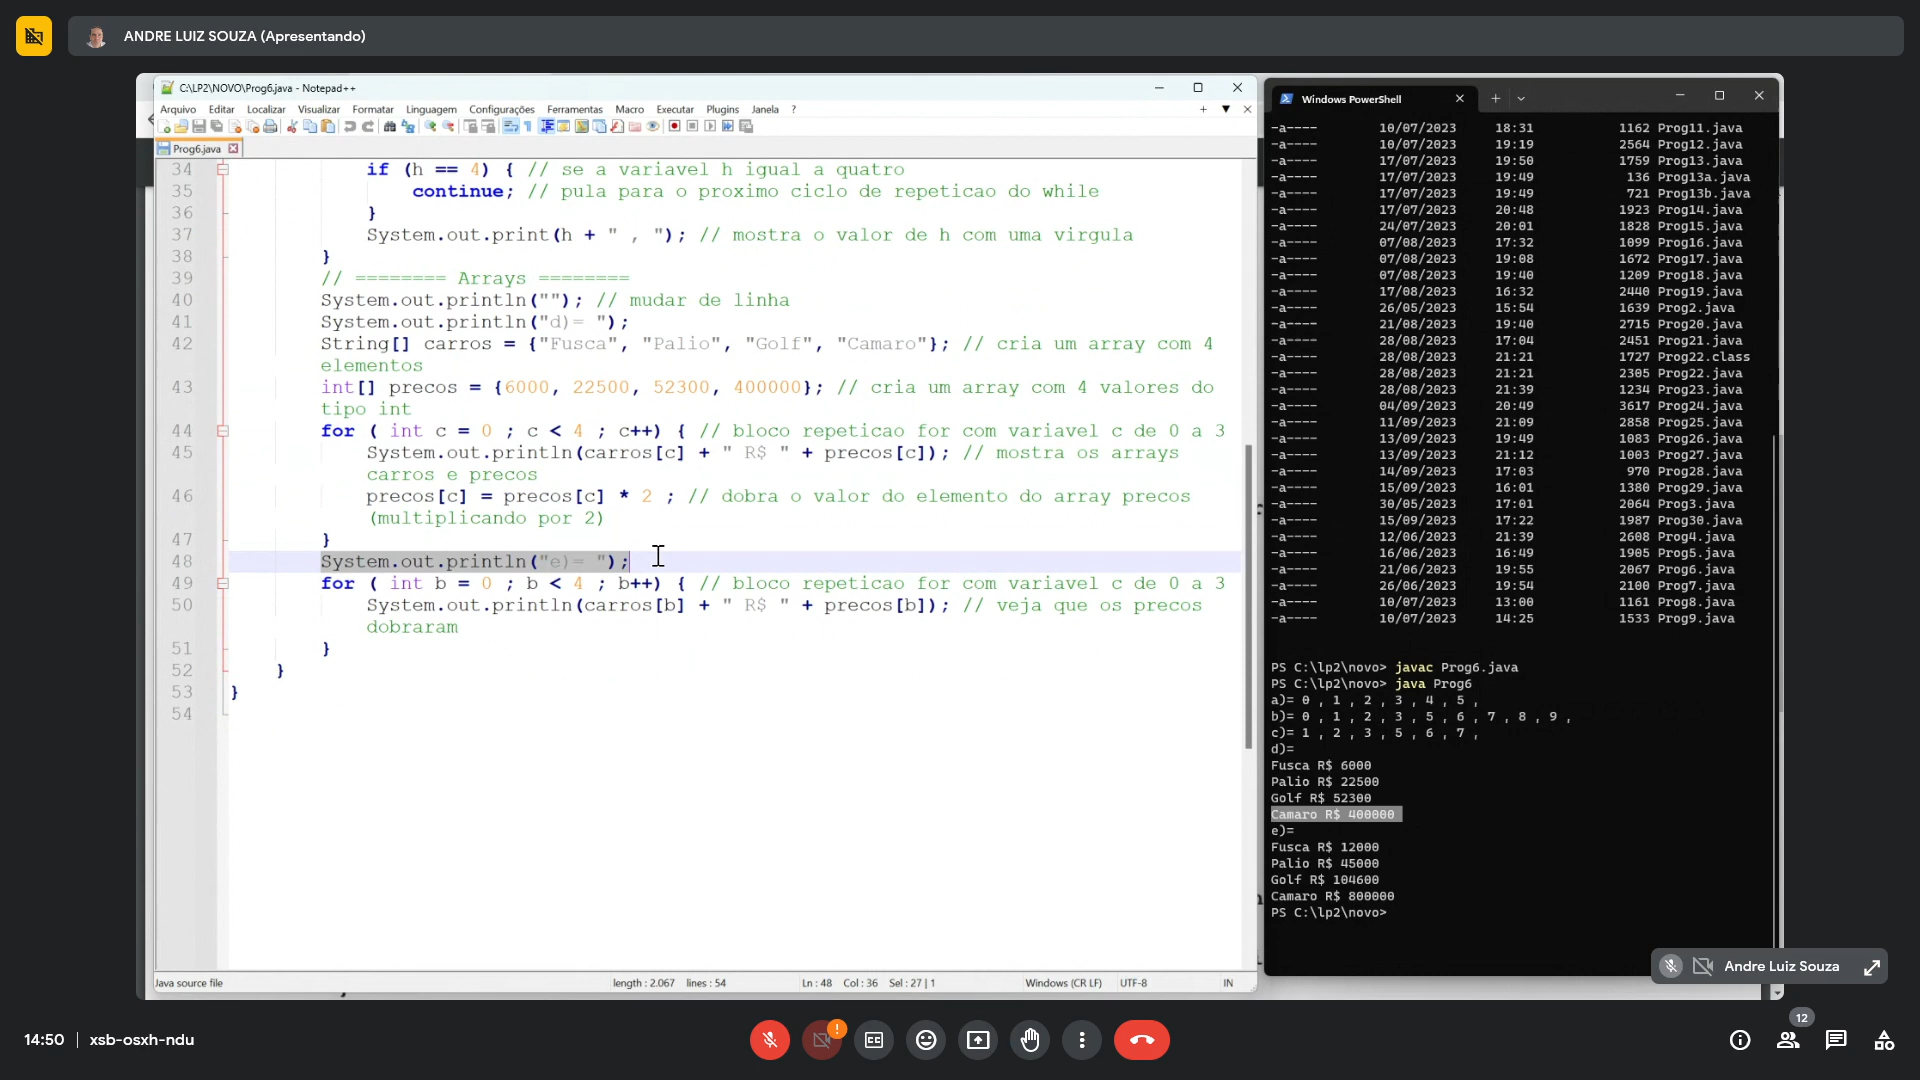 ANDRE LUIZ SOUZA (Apresentando)
C:\LP2\NOVO\Prog6.java - Notepad++
Arquivo Editar Localizar Visualizar Formatar Linguagem Configurações Ferramentas Macro Executar Plugins Janela ?
Prog6.java
34 if (h == 4) { // se a variavel h igual a quatro
35 continue; // pula para o proximo ciclo de repeticao do while
36 }
37 System.out.print(h + " , "); // mostra o valor de h com uma virgula
38 }
39 // ======== Arrays ========
40 System.out.println(""); // mudar de linha
41 System.out.println("d)= ");
42 String[] carros = {"Fusca", "Palio", "Golf", "Camaro"}; // cria um array com 4
elementos
43 int[] precos = {6000, 22500, 52300, 400000}; // cria um array com 4 valores do
tipo int
44 for ( int c = 0 ; c < 4 ; c++) { // bloco repeticao for com variavel c de 0 a 3
45 System.out.println(carros[c] + " R$ " + precos[c]); // mostra os arrays
carros e precos
46 precos[c] = precos[c] * 2 ; // dobra o valor do elemento do array precos
(multiplicando por 2)
47 }
48 System.out.println("e)= ");
49 for ( int b = 0 ; b < 4 ; b++) { // bloco repeticao for com variavel c de 0 a 3
50 System.out.println(carros[b] + " R$ " + precos[b]); // veja que os precos
dobraram
51 }
52 }
53 }
54
Java source file length : 2.067 lines : 54 Ln : 48 Col : 36 Sel : 27 | 1 Windows (CR LF) UTF-8 IN
Windows PowerShell
-a---- 10/07/2023 18:31 1162 Prog11.java
-a---- 10/07/2023 19:19 2564 Prog12.java
-a---- 17/07/2023 19:50 1759 Prog13.java
-a---- 17/07/2023 19:49 136 Prog13a.java
-a---- 17/07/2023 19:49 721 Prog13b.java
-a---- 17/07/2023 20:48 1923 Prog14.java
-a---- 24/07/2023 20:01 1828 Prog15.java
-a---- 07/08/2023 17:32 1099 Prog16.java
-a---- 07/08/2023 19:08 1672 Prog17.java
-a---- 07/08/2023 19:40 1209 Prog18.java
-a---- 17/08/2023 16:32 2440 Prog19.java
-a---- 26/05/2023 15:54 1639 Prog2.java
-a---- 21/08/2023 19:40 2715 Prog20.java
-a---- 28/08/2023 17:04 2451 Prog21.java
-a---- 28/08/2023 21:21 1727 Prog22.class
-a---- 28/08/2023 21:21 2305 Prog22.java
-a---- 28/08/2023 21:39 1234 Prog23.java
-a---- 04/09/2023 20:49 3617 Prog24.java
-a---- 11/09/2023 21:09 2858 Prog25.java
-a---- 13/09/2023 19:49 1083 Prog26.java
-a---- 13/09/2023 21:12 1003 Prog27.java
-a---- 14/09/2023 17:03 970 Prog28.java
-a---- 15/09/2023 16:01 1380 Prog29.java
-a---- 30/05/2023 17:01 2064 Prog3.java
-a---- 15/09/2023 17:22 1987 Prog30.java
-a---- 12/06/2023 21:39 2608 Prog4.java
-a---- 16/06/2023 16:49 1905 Prog5.java
-a---- 21/06/2023 19:55 2067 Prog6.java
-a---- 26/06/2023 19:54 2100 Prog7.java
-a---- 10/07/2023 13:00 1161 Prog8.java
-a---- 10/07/2023 14:25 1533 Prog9.java
PS C:\lp2\novo> javac Prog6.java
PS C:\lp2\novo> java Prog6
a)= 0 , 1 , 2 , 3 , 4 , 5 ,
b)= 0 , 1 , 2 , 3 , 5 , 6 , 7 , 8 , 9 ,
c)= 1 , 2 , 3 , 5 , 6 , 7 ,
d)=
Fusca R$ 6000
Palio R$ 22500
Golf R$ 52300
Camaro R$ 400000
e)=
Fusca R$ 12000
Palio R$ 45000
Golf R$ 104600
Camaro R$ 800000
PS C:\lp2\novo>
Andre Luiz Souza
14:50 | xsb-osxh-ndu
12